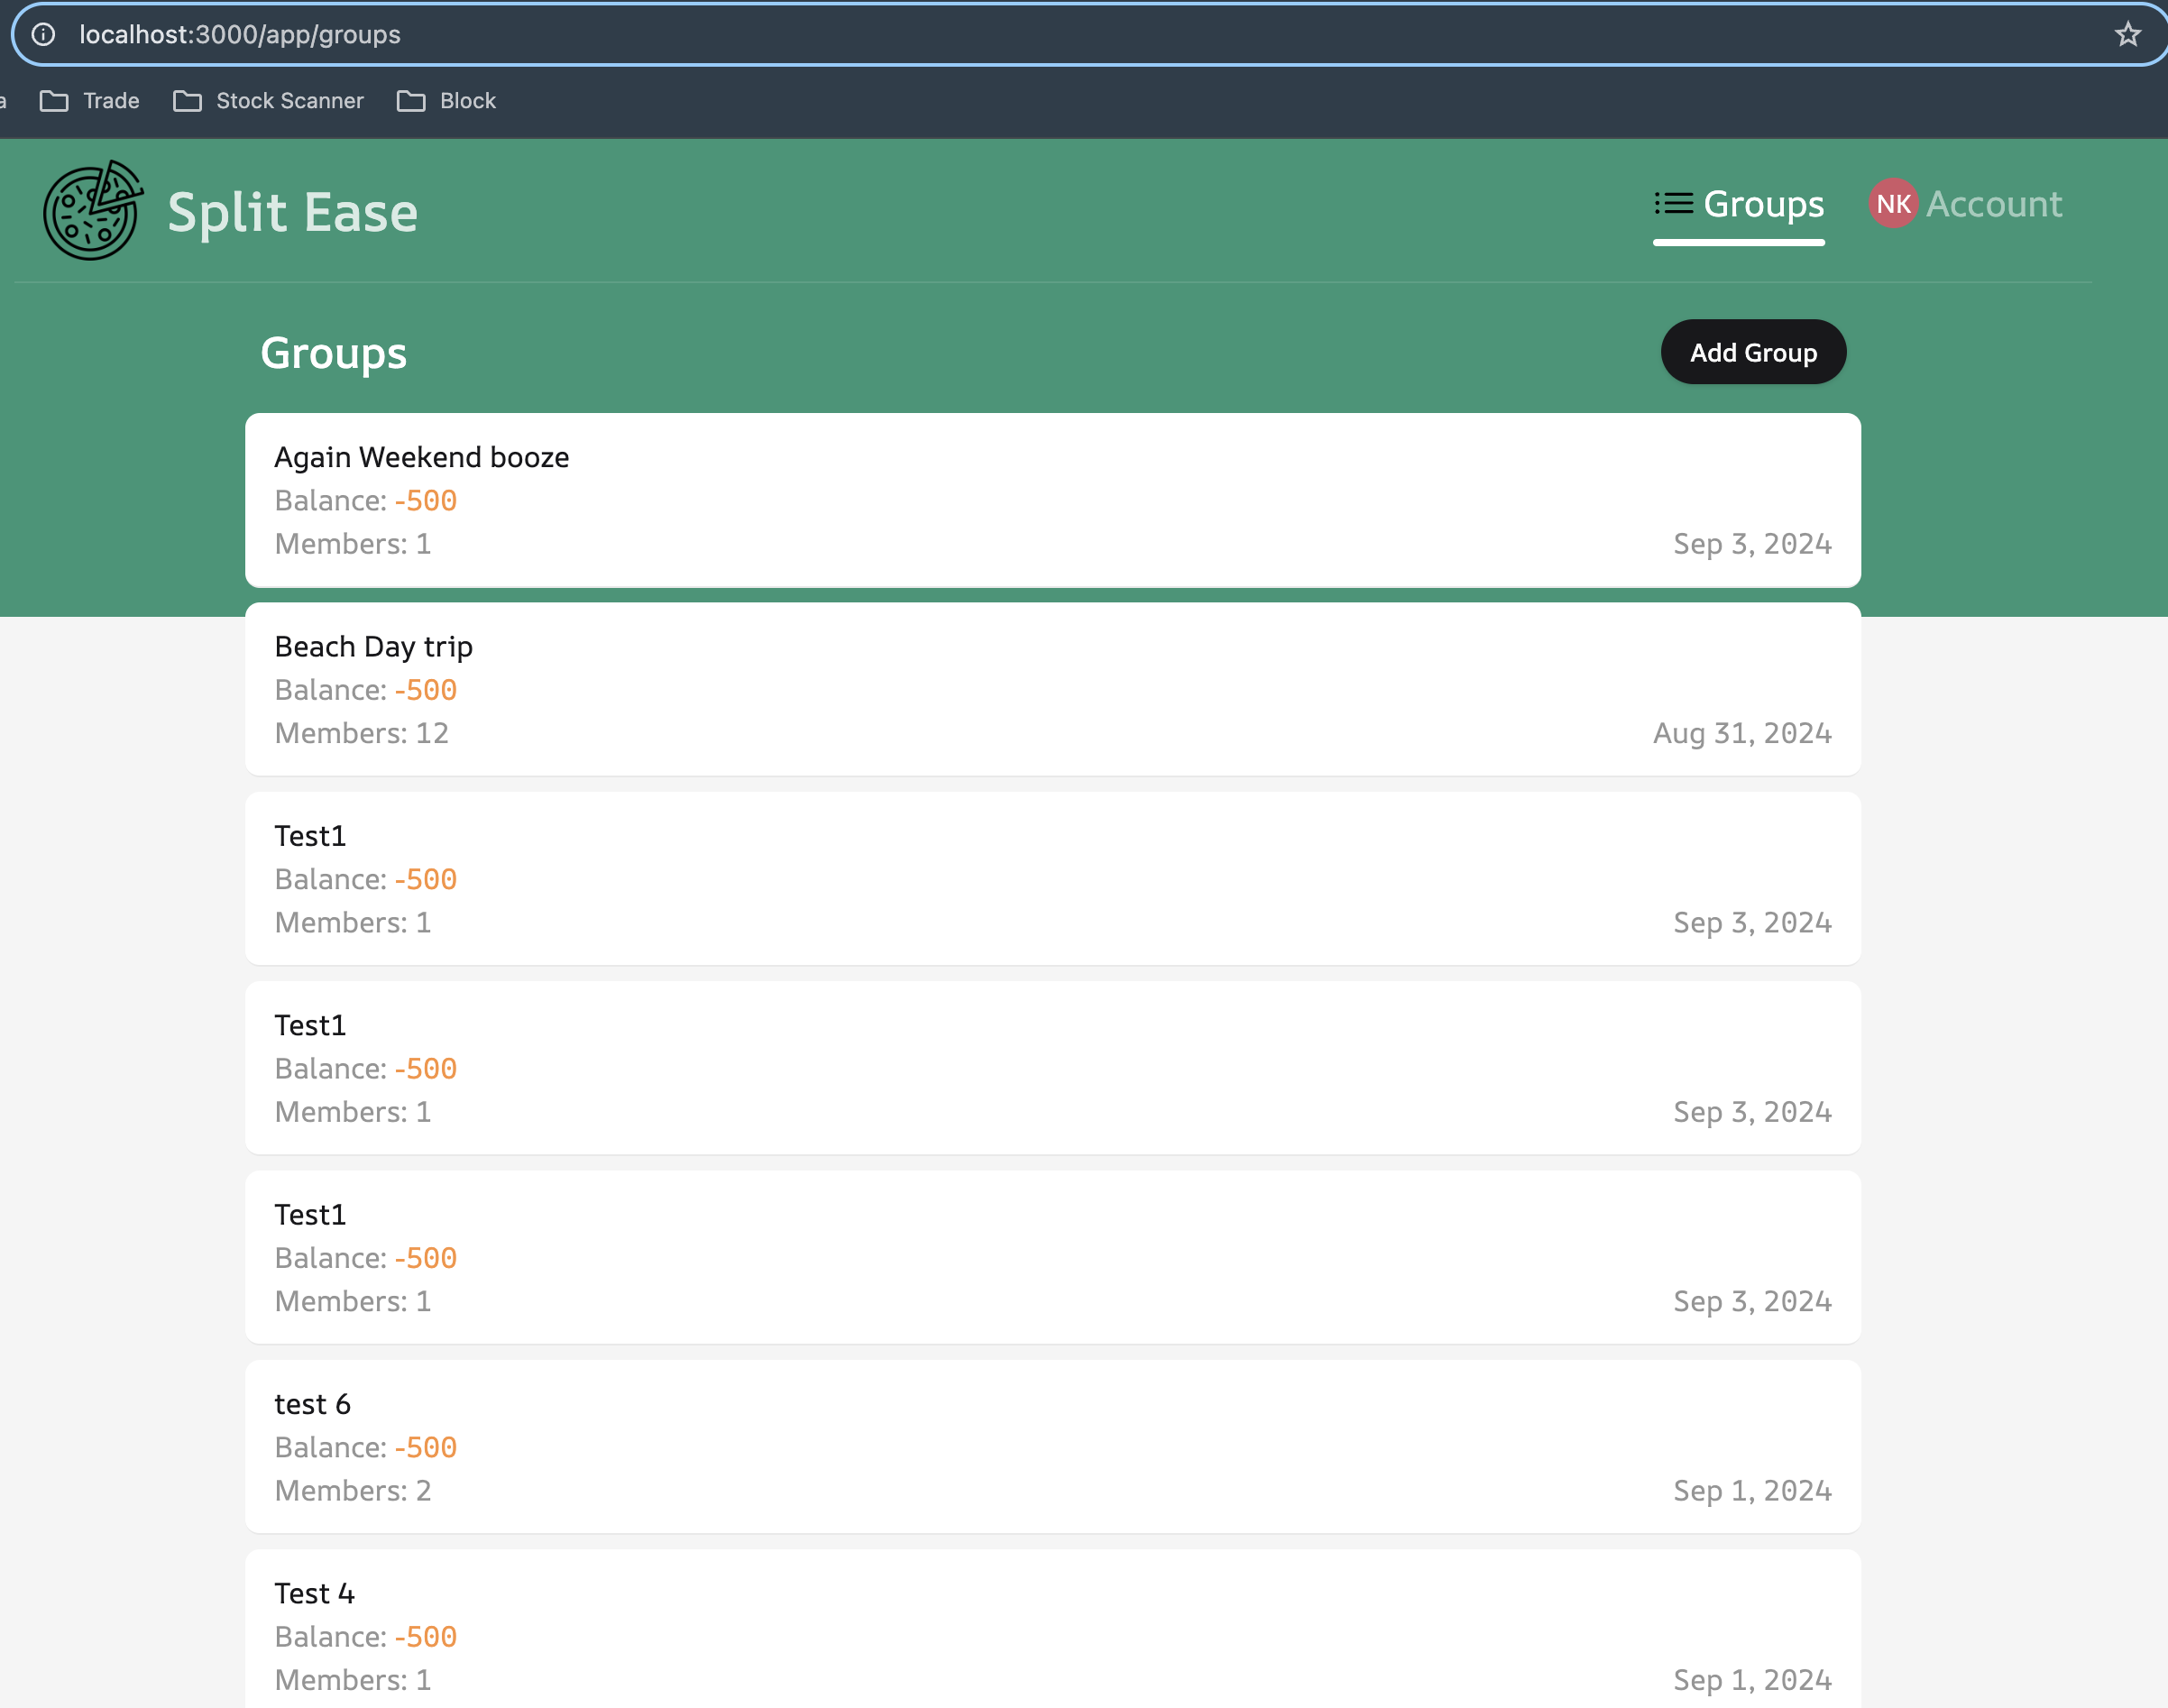 localhost:3000/app/groups
a Trade Stock Scanner Block
Split Ease
Groups NK Account
Groups Add Group
Again Weekend booze
Balance: -500
Members: 1 Sep 3, 2024
Beach Day trip
Balance: -500
Members: 12 Aug 31, 2024
Test1
Balance: -500
Members: 1 Sep 3, 2024
Test1
Balance: -500
Members: 1 Sep 3, 2024
Test1
Balance: -500
Members: 1 Sep 3, 2024
test 6
Balance: -500
Members: 2 Sep 1, 2024
Test 4
Balance: -500
Members: 1 Sep 1, 2024